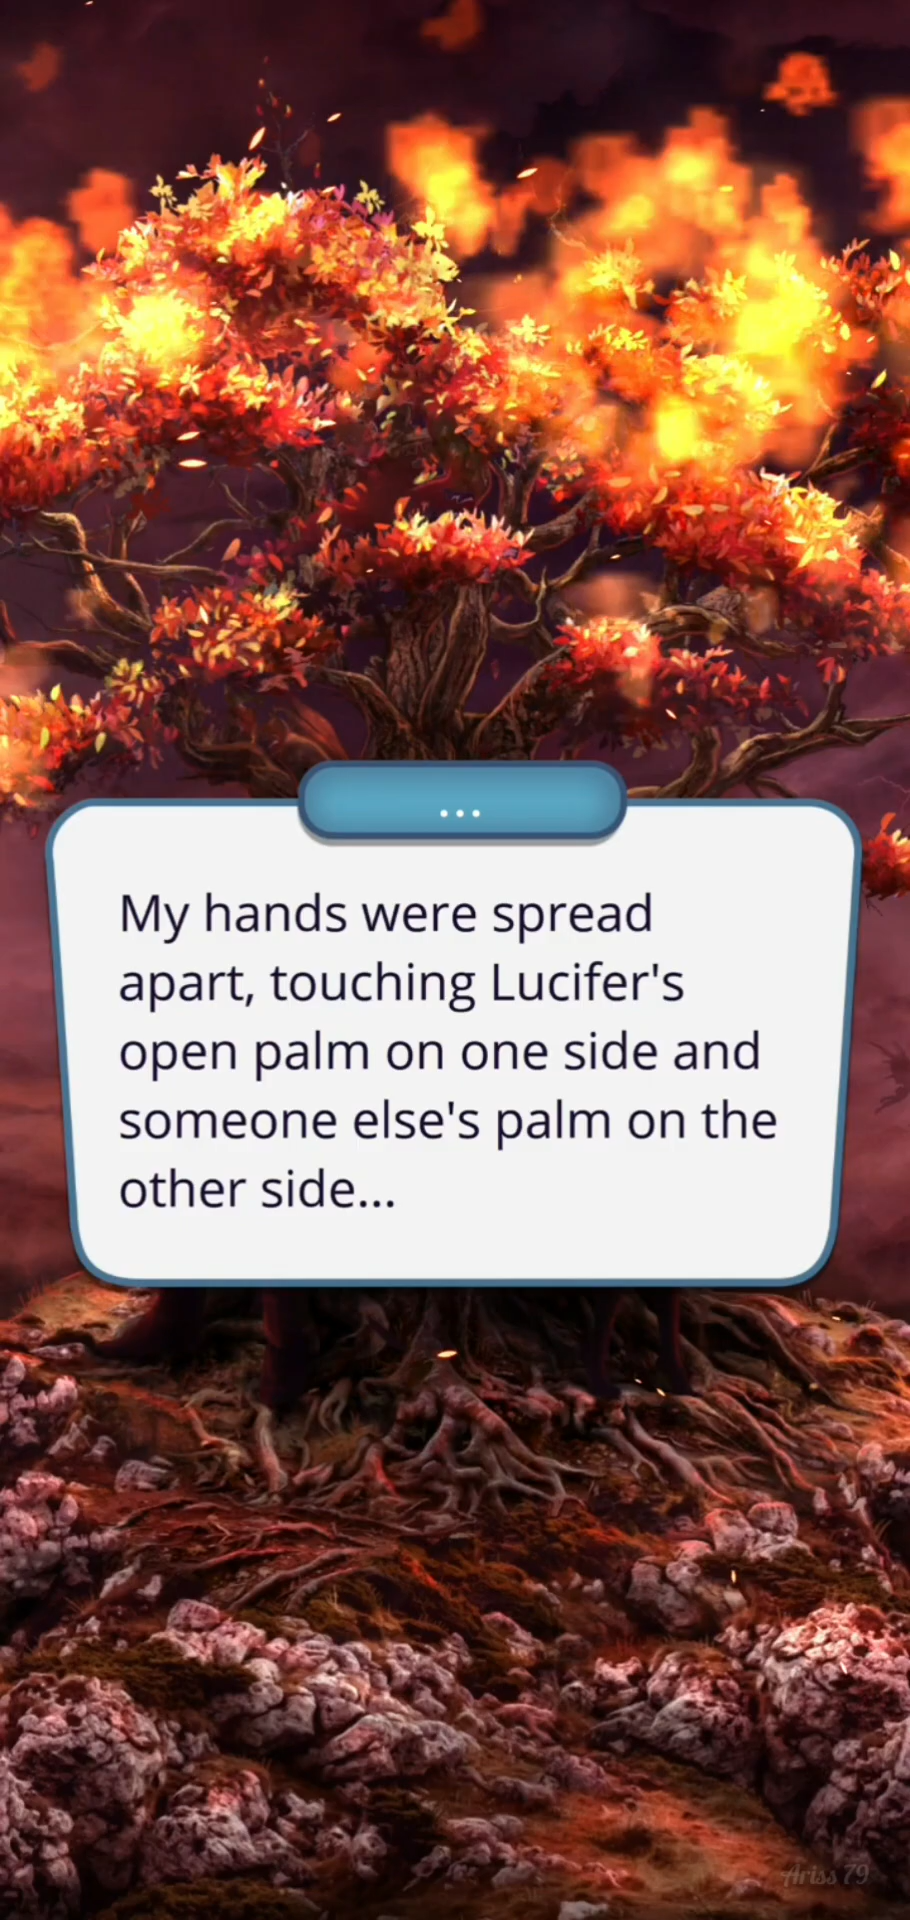 ...
My hands were spread
apart, touching Lucifer's
open palm on one side and
someone else's palm on the
other side...
Ariss 79